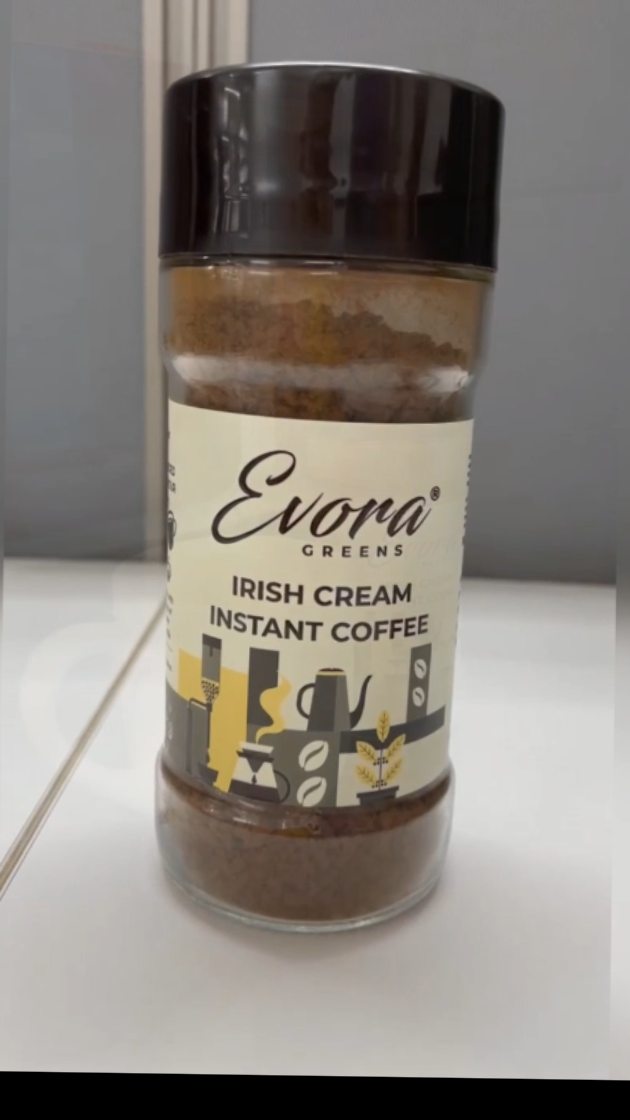 Evora®
GREENS
IRISH CREAM
INSTANT COFFEE